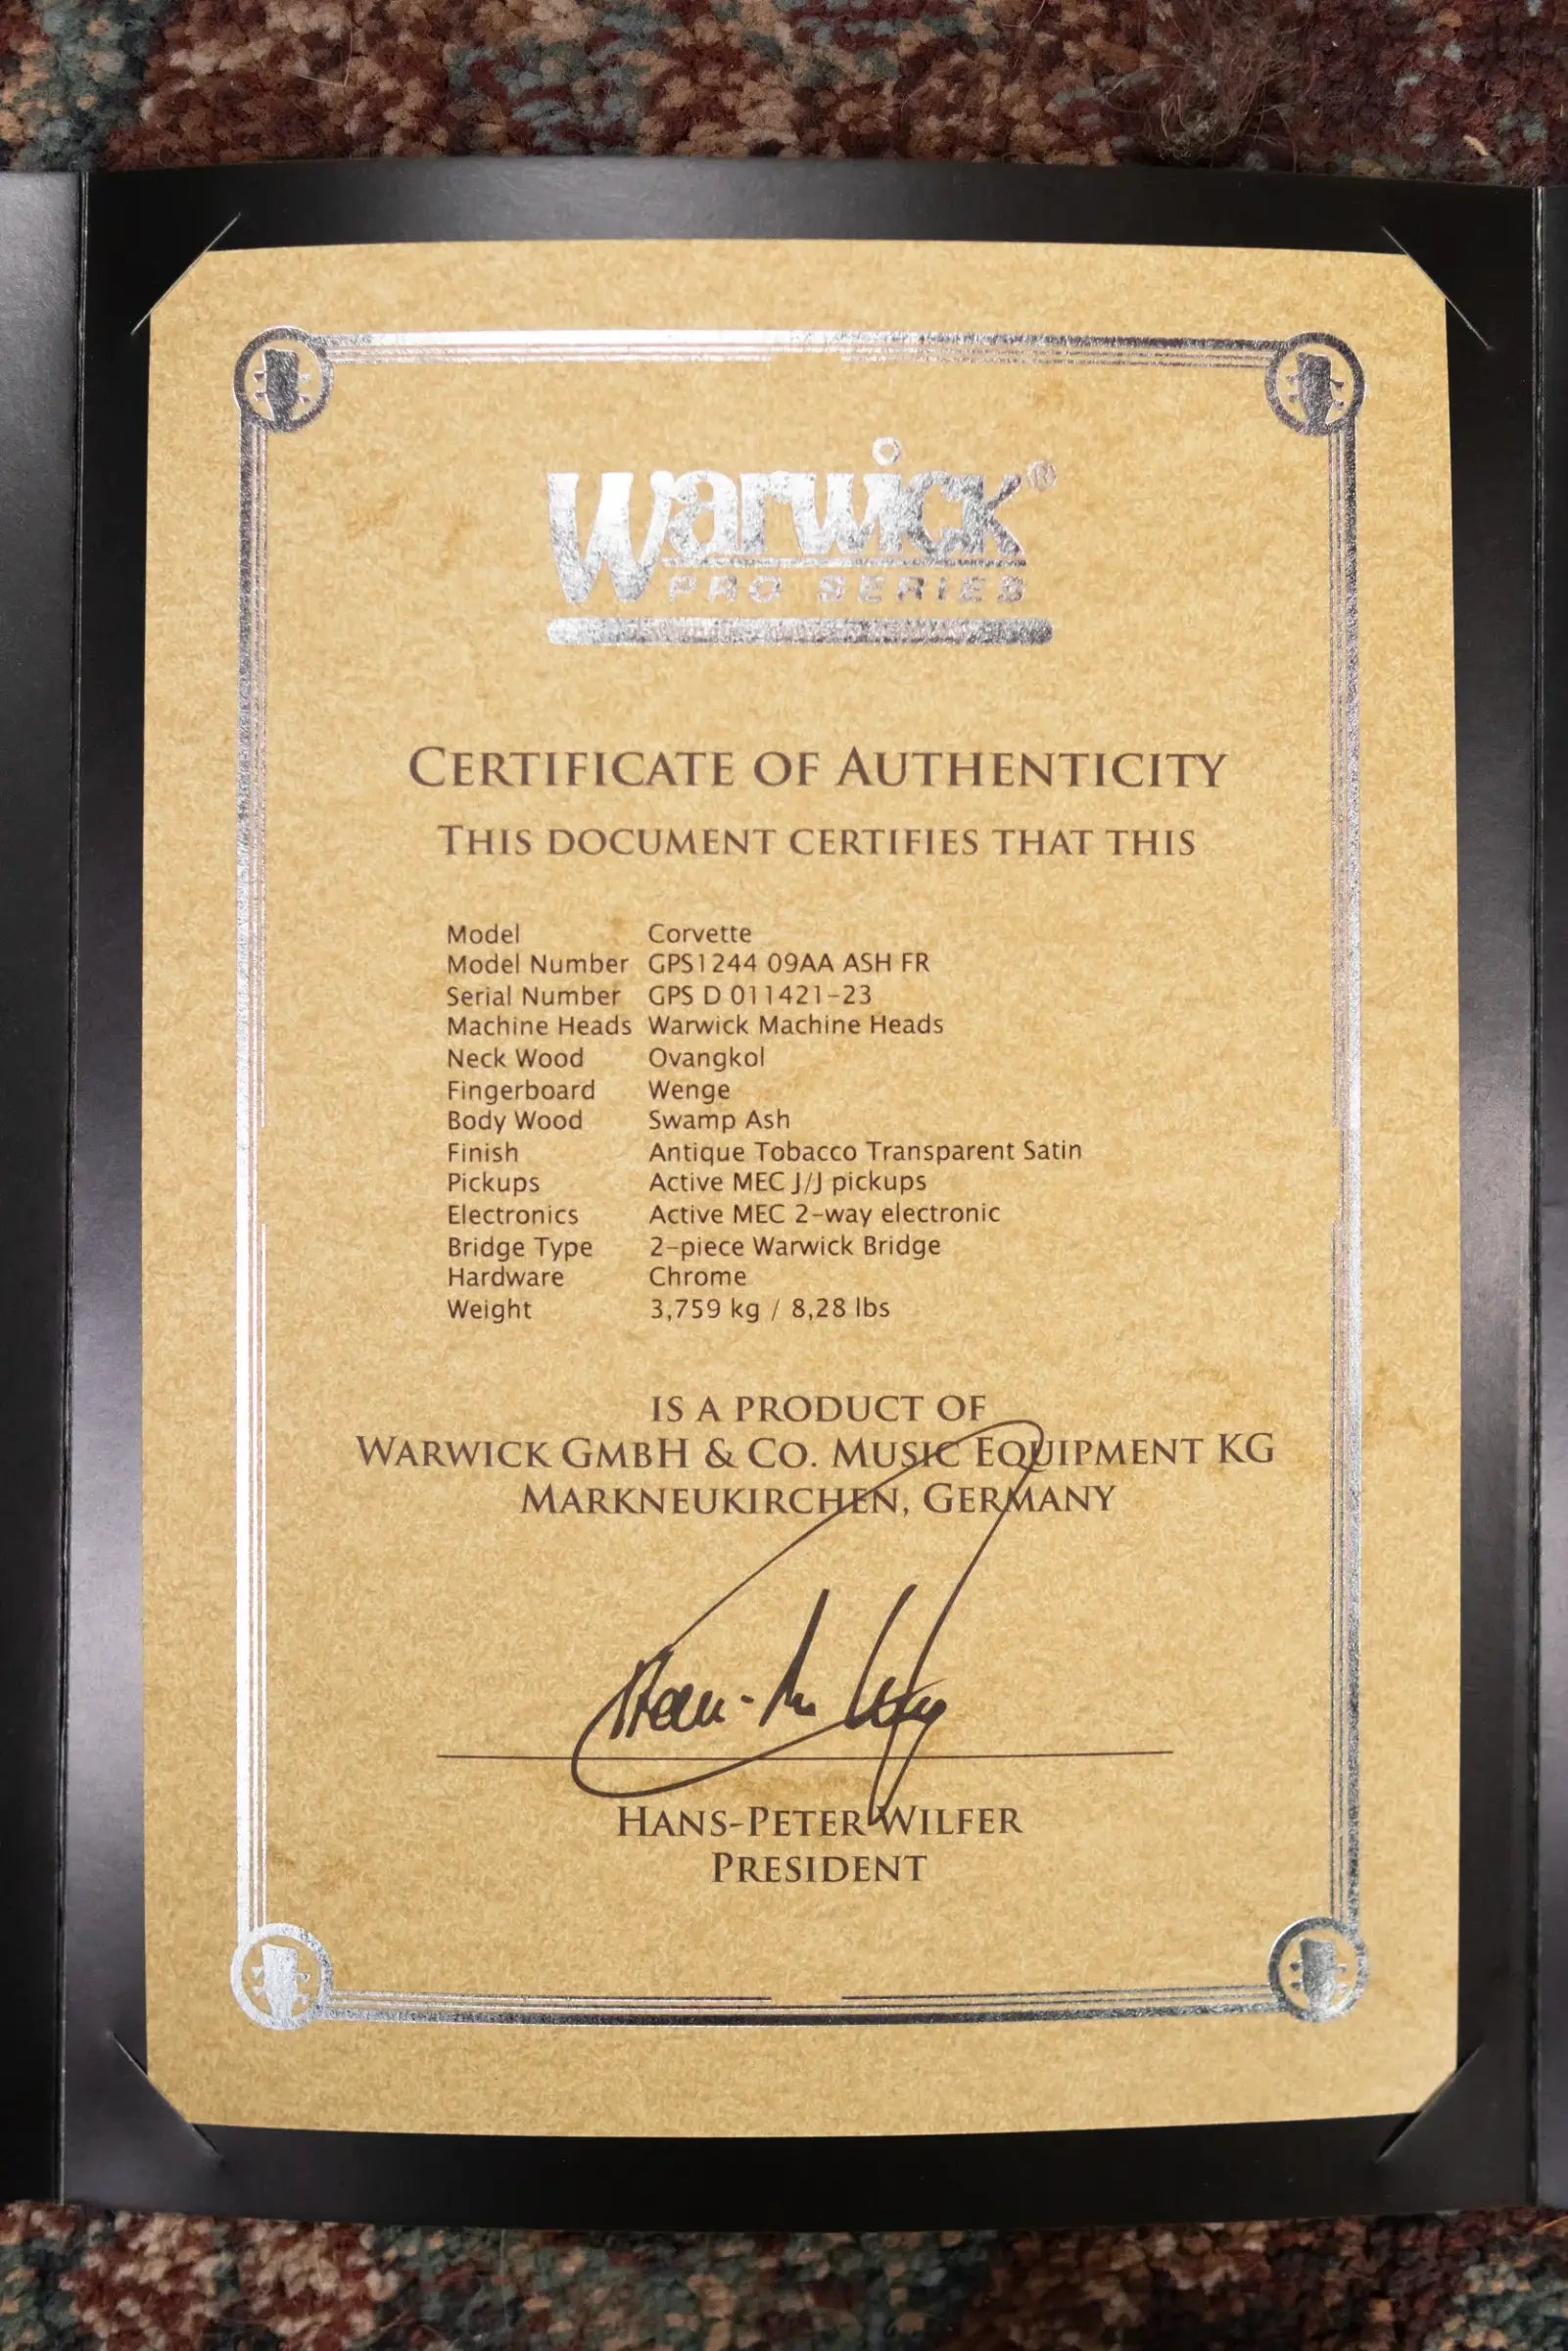 Warwick®
PRO SERIES
CERTIFICATE OF AUTHENTICITY
THIS DOCUMENT CERTIFIES THAT THIS
Model Corvette
Model Number GPS1244 09AA ASH FR
Serial Number GPS D 011421-23
Machine Heads Warwick Machine Heads
Neck Wood Ovangkol
Fingerboard Wenge
Body Wood Swamp Ash
Finish Antique Tobacco Transparent Satin
Pickups Active MEC J/J pickups
Electronics Active MEC 2-way electronic
Bridge Type 2-piece Warwick Bridge
Hardware Chrome
Weight 3,759 kg / 8,28 lbs
IS A PRODUCT OF
WARWICK GMBH & CO. MUSIC EQUIPMENT KG
MARKNEUKIRCHEN, GERMANY
HANS-PETER WILFER
PRESIDENT